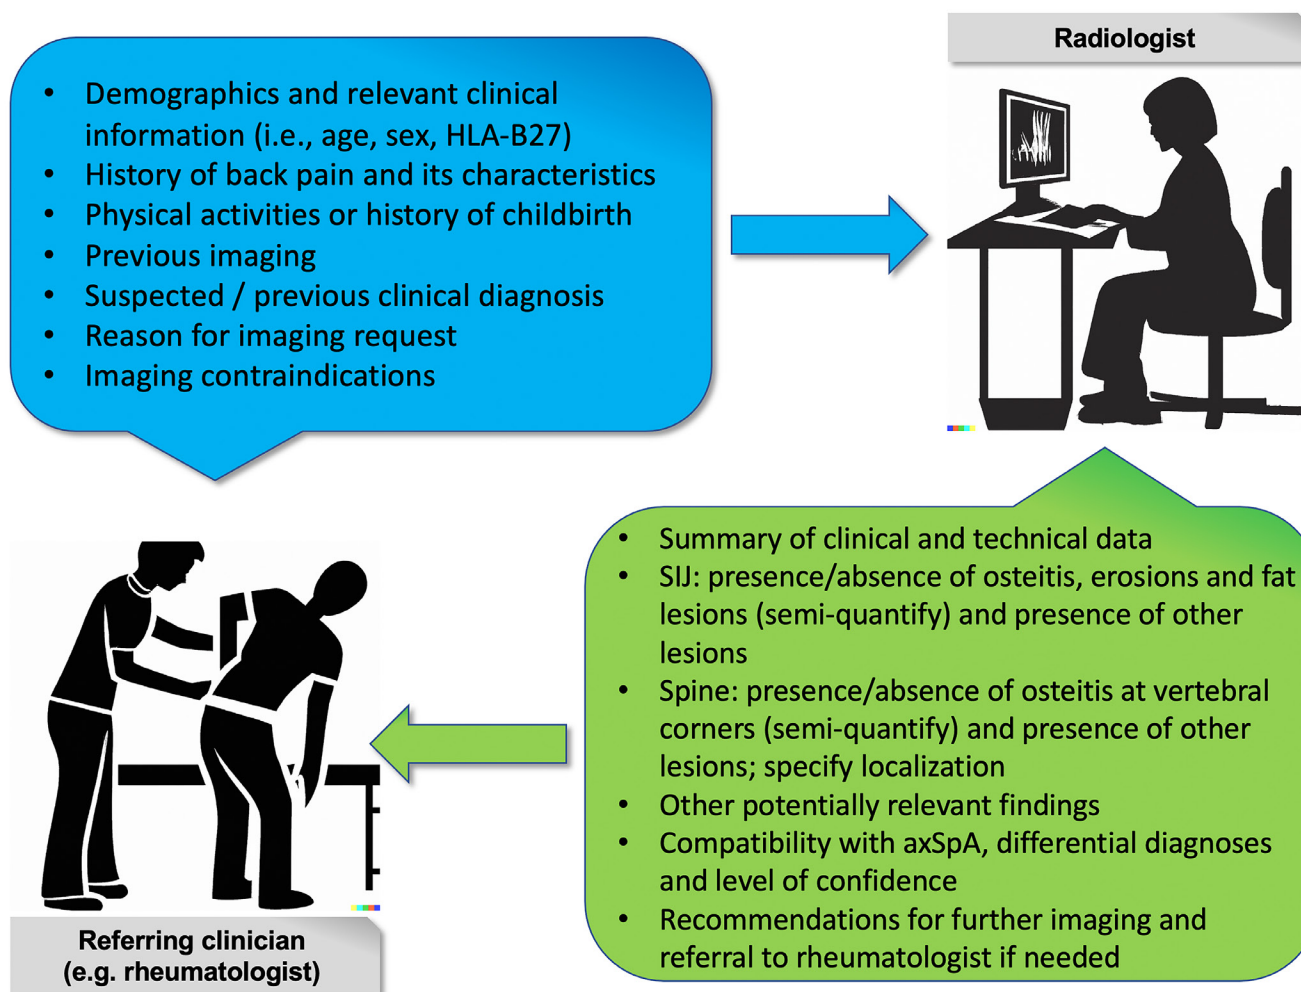 Radiologist
• Demographics and relevant clinical
information (i.e., age, sex, HLA-B27)
• History of back pain and its characteristics
• Physical activities or history of childbirth
• Previous imaging
• Suspected / previous clinical diagnosis
• Reason for imaging request
• Imaging contraindications
• Summary of clinical and technical data
• SIJ: presence/absence of osteitis, erosions and fat
lesions (semi-quantify) and presence of other
lesions
• Spine: presence/absence of osteitis at vertebral
corners (semi-quantify) and presence of other
lesions; specify localization
• Other potentially relevant findings
• Compatibility with axSpA, differential diagnoses
and level of confidence
• Recommendations for further imaging and
referral to rheumatologist if needed
Referring clinician
(e.g. rheumatologist)